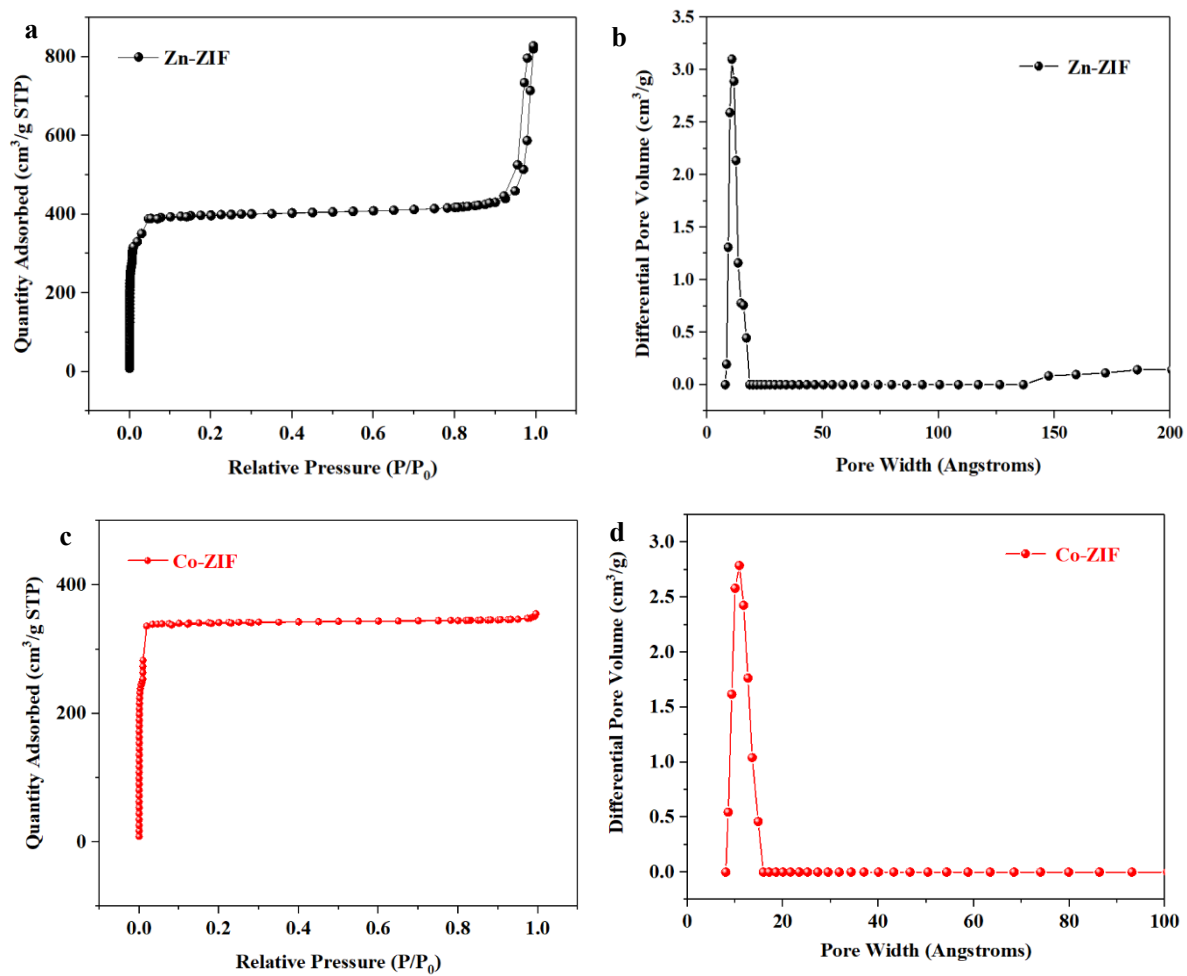 a
Zn-ZIF
Quantity Adsorbed (cm³/g STP)
800
600
400
200
0
0.0 0.2 0.4 0.6 0.8 1.0
Relative Pressure (P/P₀)
b
Zn-ZIF
Differential Pore Volume (cm³/g)
3.5
3.0
2.5
2.0
1.5
1.0
0.5
0.0
0 50 100 150 200
Pore Width (Angstroms)
c
Co-ZIF
Quantity Adsorbed (cm³/g STP)
400
200
0
0.0 0.2 0.4 0.6 0.8 1.0
Relative Pressure (P/P₀)
d
Co-ZIF
Differential Pore Volume (cm³/g)
3.0
2.5
2.0
1.5
1.0
0.5
0.0
0 20 40 60 80 100
Pore Width (Angstroms)